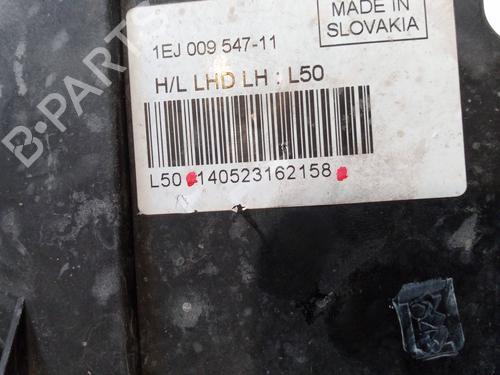 MADE IN
SLOVAKIA
1EJ 009 547-11
H/L LHD LH : L50
L50 140523162158
B-PARTS